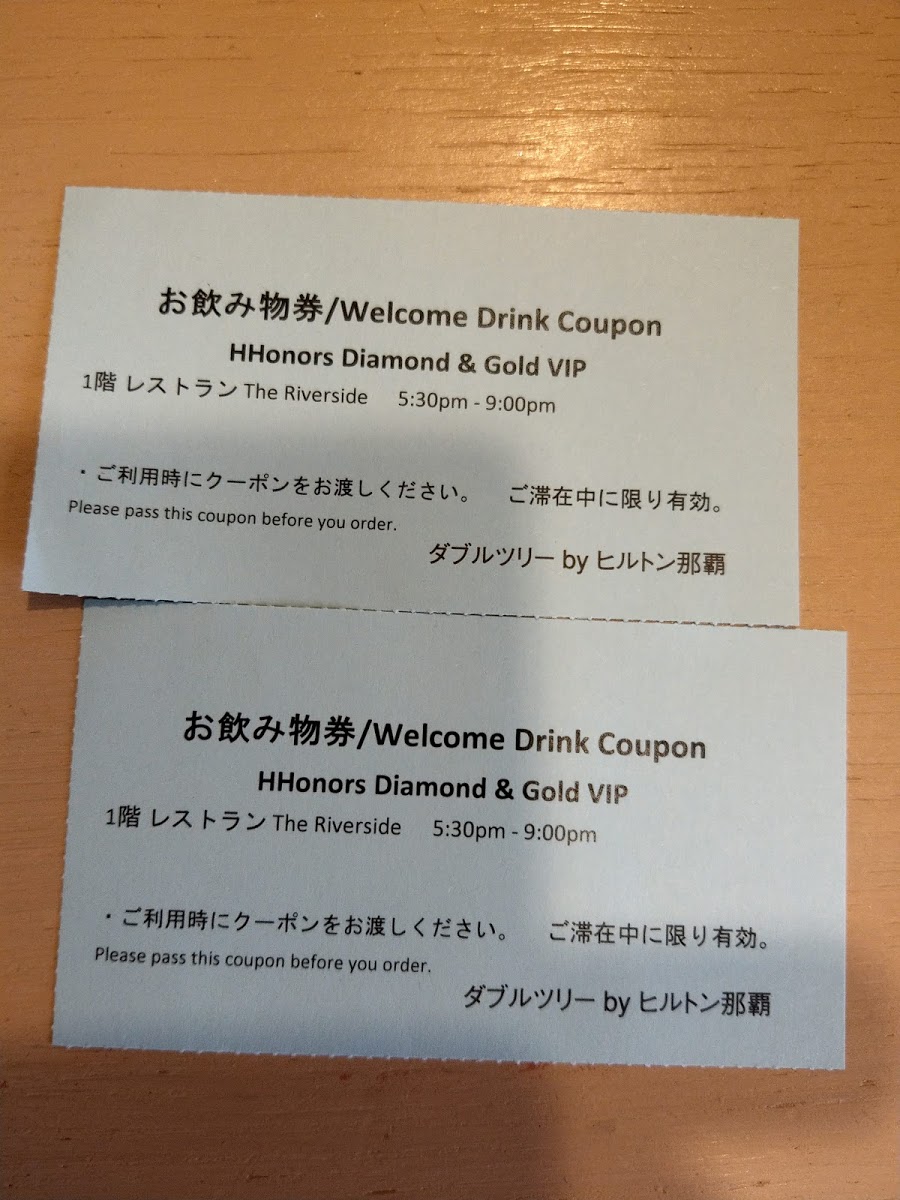 お飲み物券/Welcome Drink Coupon
HHonors Diamond & Gold VIP
1階 レストラン The Riverside 5:30pm - 9:00pm
・ご利用時にクーポンをお渡しください。 ご滞在中に限り有効。
Please pass this coupon before you order.
ダブルツリー by ヒルトン那覇
お飲み物券/Welcome Drink Coupon
HHonors Diamond & Gold VIP
1階 レストラン The Riverside 5:30pm - 9:00pm
・ご利用時にクーポンをお渡しください。 ご滞在中に限り有効。
Please pass this coupon before you order.
ダブルツリー by ヒルトン那覇